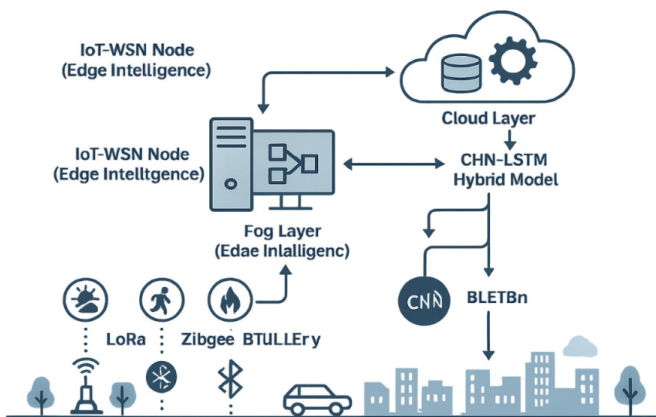 IoT-WSN Node
(Edge Intelligence)
Cloud Layer
IoT-WSN Node
(Edge Intelltgence)
CHN-LSTM
Hybrid Model
Fog Layer
(Edae Inlalligenc)
CNN
BLETBn
LoRa
Zibgee BTULLEry